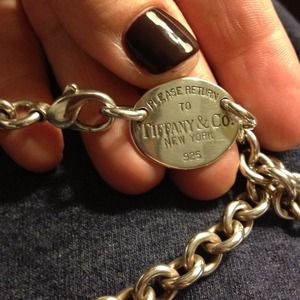 PLEASE RETURN
TO
TIFFANY & CO.
NEW YORK
925